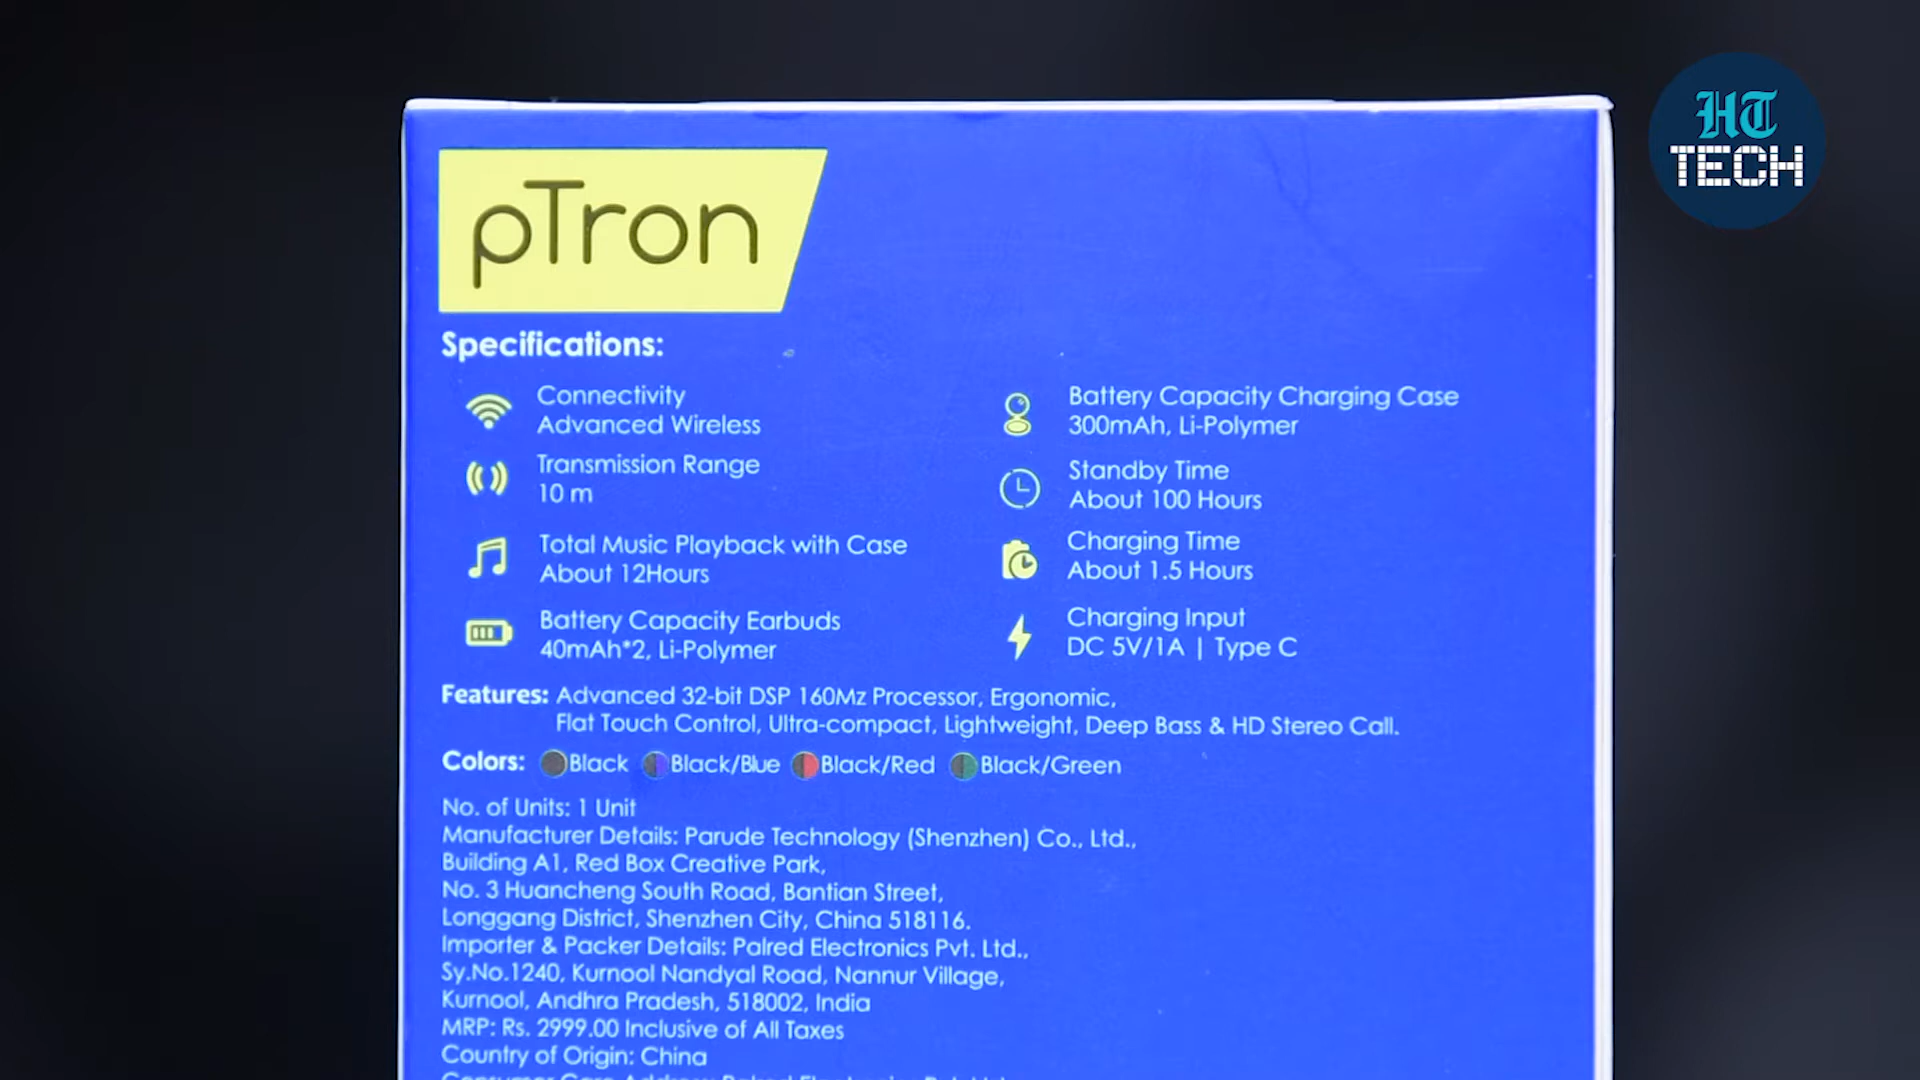 HT
TECH
pTron
Specifications:
Connectivity
Advanced Wireless
Transmission Range
10 m
Total Music Playback with Case
About 12Hours
Battery Capacity Earbuds
40mAh*2, Li-Polymer
Battery Capacity Charging Case
300mAh, Li-Polymer
Standby Time
About 100 Hours
Charging Time
About 1.5 Hours
Charging Input
DC 5V/1A | Type C
Features: Advanced 32-bit DSP 160Mz Processor, Ergonomic,
Flat Touch Control, Ultra-compact, Lightweight, Deep Bass & HD Stereo Call.
Colors: Black Black/Blue Black/Red Black/Green
No. of Units: 1 Unit
Manufacturer Details: Parude Technology (Shenzhen) Co., Ltd.,
Building A1, Red Box Creative Park,
No. 3 Huancheng South Road, Bantian Street,
Longgang District, Shenzhen City, China 518116.
Importer & Packer Details: Palred Electronics Pvt. Ltd.,
Sy.No.1240, Kurnool Nandyal Road, Nannur Village,
Kurnool, Andhra Pradesh, 518002, India
MRP: Rs. 2999.00 Inclusive of All Taxes
Country of Origin: China